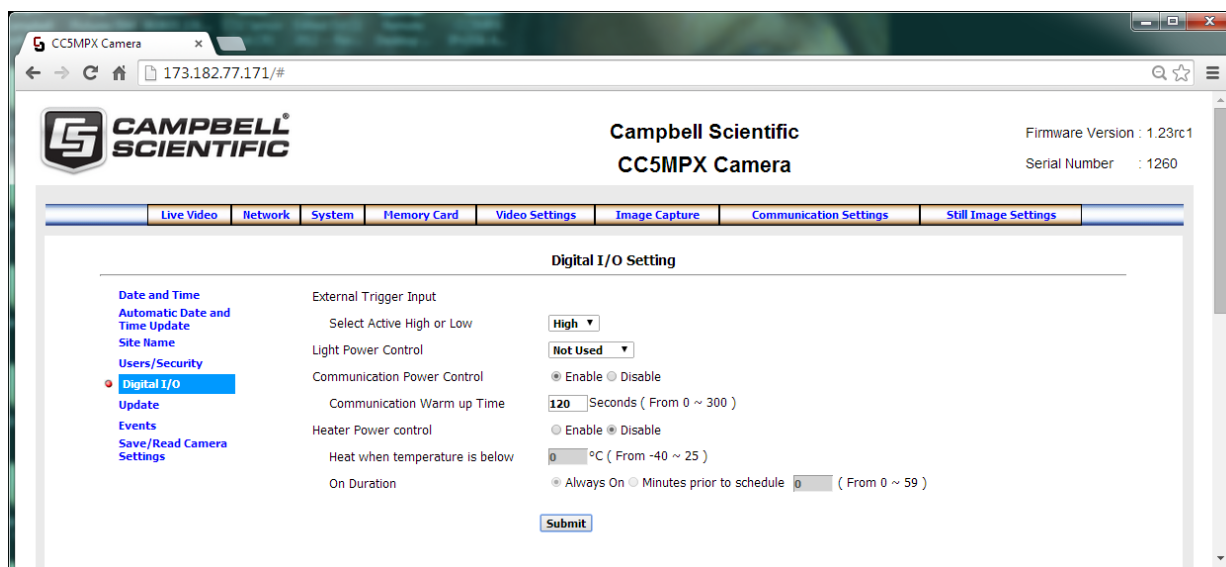 CC5MPX Camera
173.182.77.171/#
CAMPBELL®
SCIENTIFIC
Campbell Scientific
CC5MPX Camera
Firmware Version : 1.23rc1
Serial Number : 1260
Live Video Network System Memory Card Video Settings Image Capture Communication Settings Still Image Settings
Digital I/O Setting
Date and Time
Automatic Date and
Time Update
Site Name
Users/Security
Digital I/O
Update
Events
Save/Read Camera
Settings
External Trigger Input
Select Active High or Low High
Light Power Control Not Used
Communication Power Control Enable Disable
Communication Warm up Time 120 Seconds ( From 0 ~ 300 )
Heater Power control Enable Disable
Heat when temperature is below 0 °C ( From -40 ~ 25 )
On Duration Always On Minutes prior to schedule 0 ( From 0 ~ 59 )
Submit